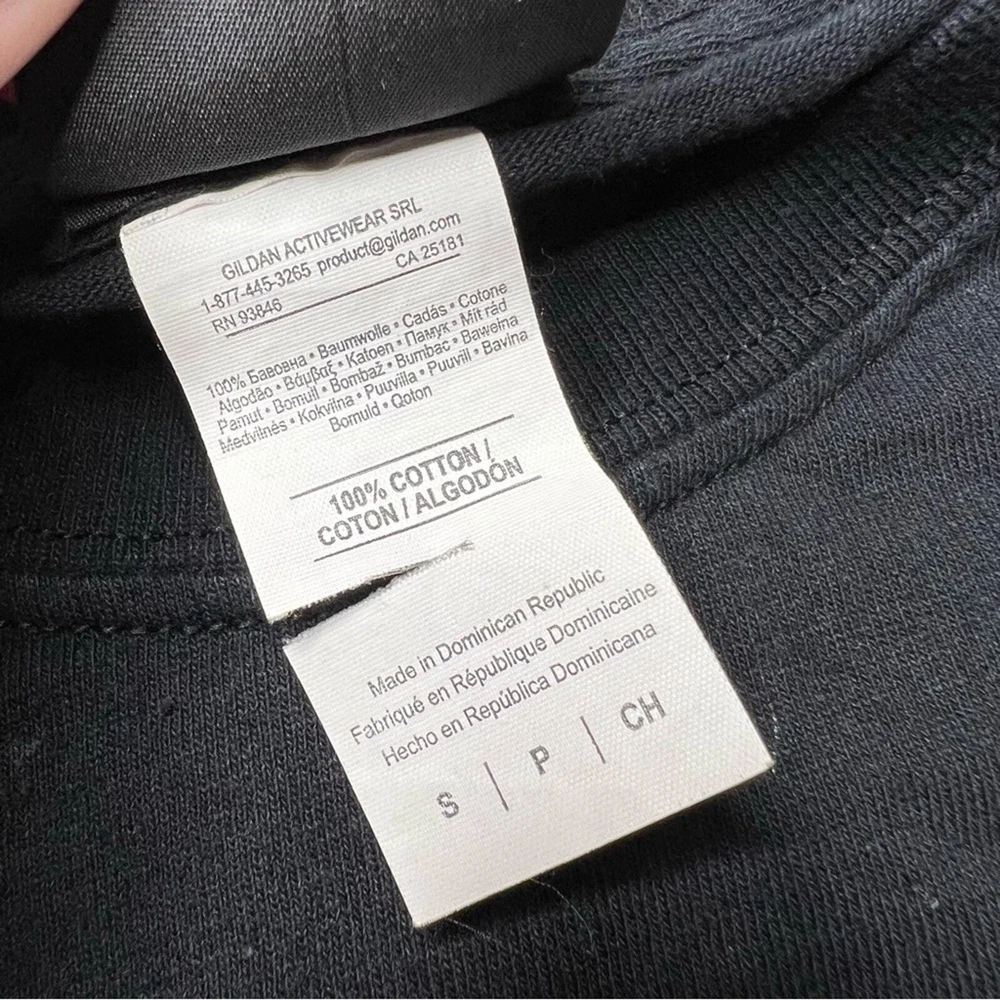 GILDAN ACTIVEWEAR SRL
1-877-445-3265 product@gildan.com
RN 93846 CA 25181
100% Бавовна • Baumwolle • Cadás • Cotone
Algodão • Βάμβαξ • Katoen • Памук • Mit rád
Pamut • Bomull • Bombaž • Bumbac • Bawełna
Medvilnės • Kokvilna • Puuvilla • Puuvill • Bavlna
Bomuld • Qoton
100% COTTON /
COTON / ALGODÓN
Made in Dominican Republic
Fabriqué en République Dominicaine
Hecho en República Dominicana
S | P | CH